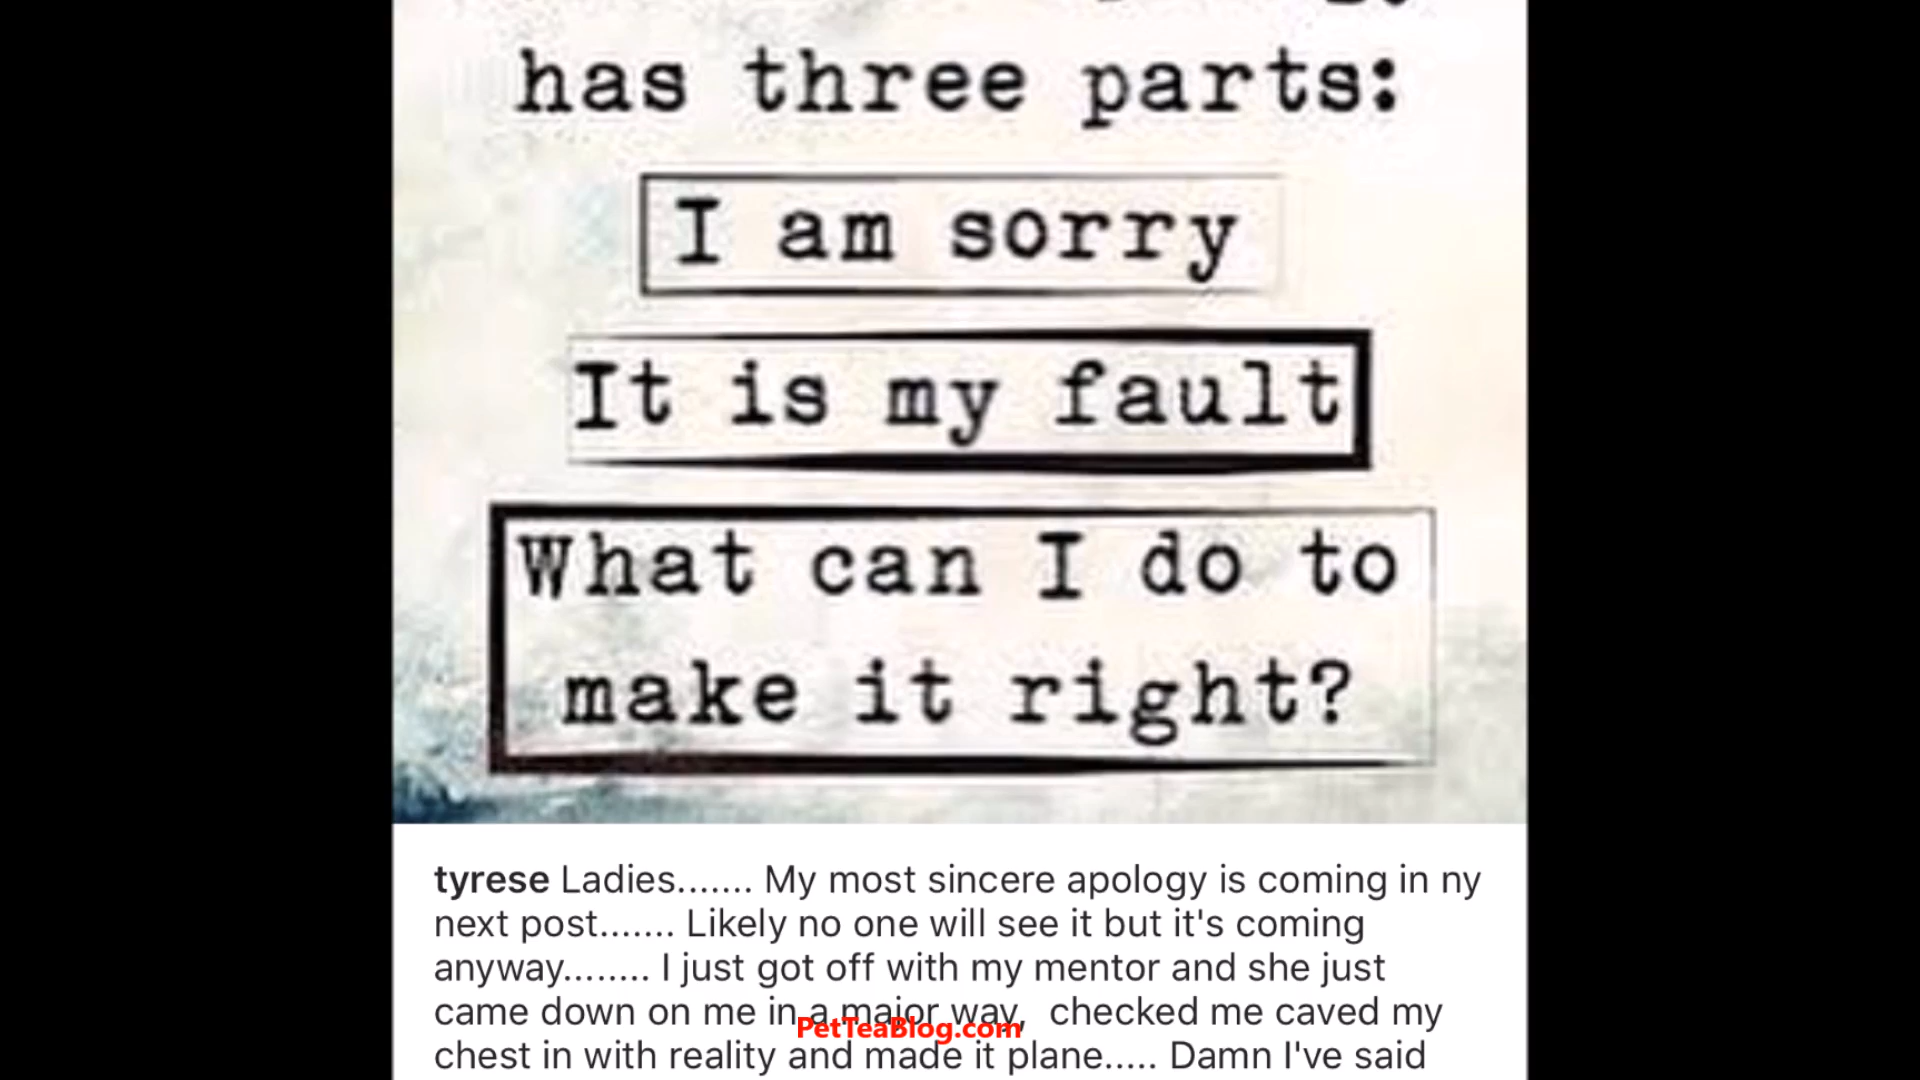 has three parts:
I am sorry
It is my fault
What can I do to
make it right?
tyrese Ladies....... My most sincere apology is coming in ny
next post....... Likely no one will see it but it's coming
anyway........ I just got off with my mentor and she just
came down on me in a major way, checked me caved my
PetTeaBlog.com
chest in with reality and made it plane..... Damn I've said